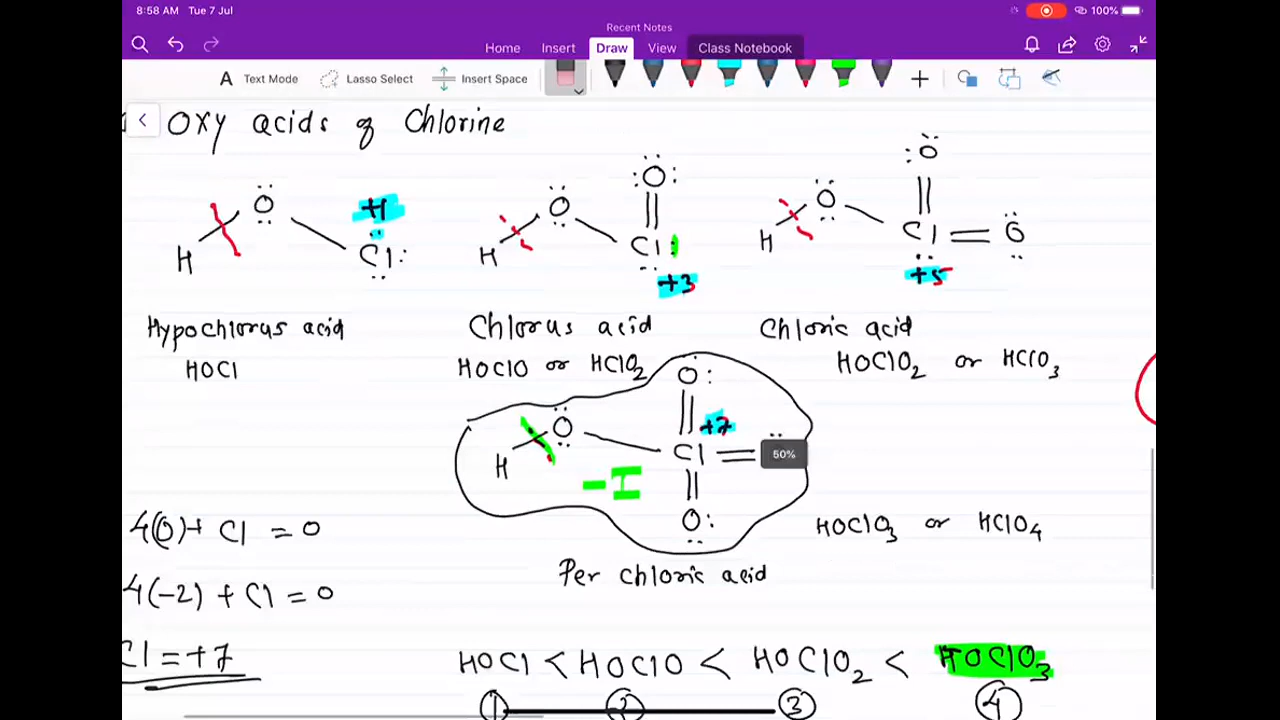 8:58 AM Tue 7 Jul
100%
Recent Notes
Home Insert Draw View Class Notebook
A Text Mode Lasso Select Insert Space
Oxy acids of Chlorine
O
O
O
O
O
+1
H
Cl
H
Cl
H
Cl
O
+3
+5
Hypochlorus acid
Chlorus acid
Chloric acid
HOCl
HOClO or HClO2
HOClO2 or HClO3
O
O
+7
H
Cl
50%
-I
O
4(O)+ Cl = 0
HOClO3 or HClO4
Per chloric acid
4(-2) + Cl = 0
Cl = +7
HOCl < HOClO < HOClO2 < HOClO3
1 2 3 4